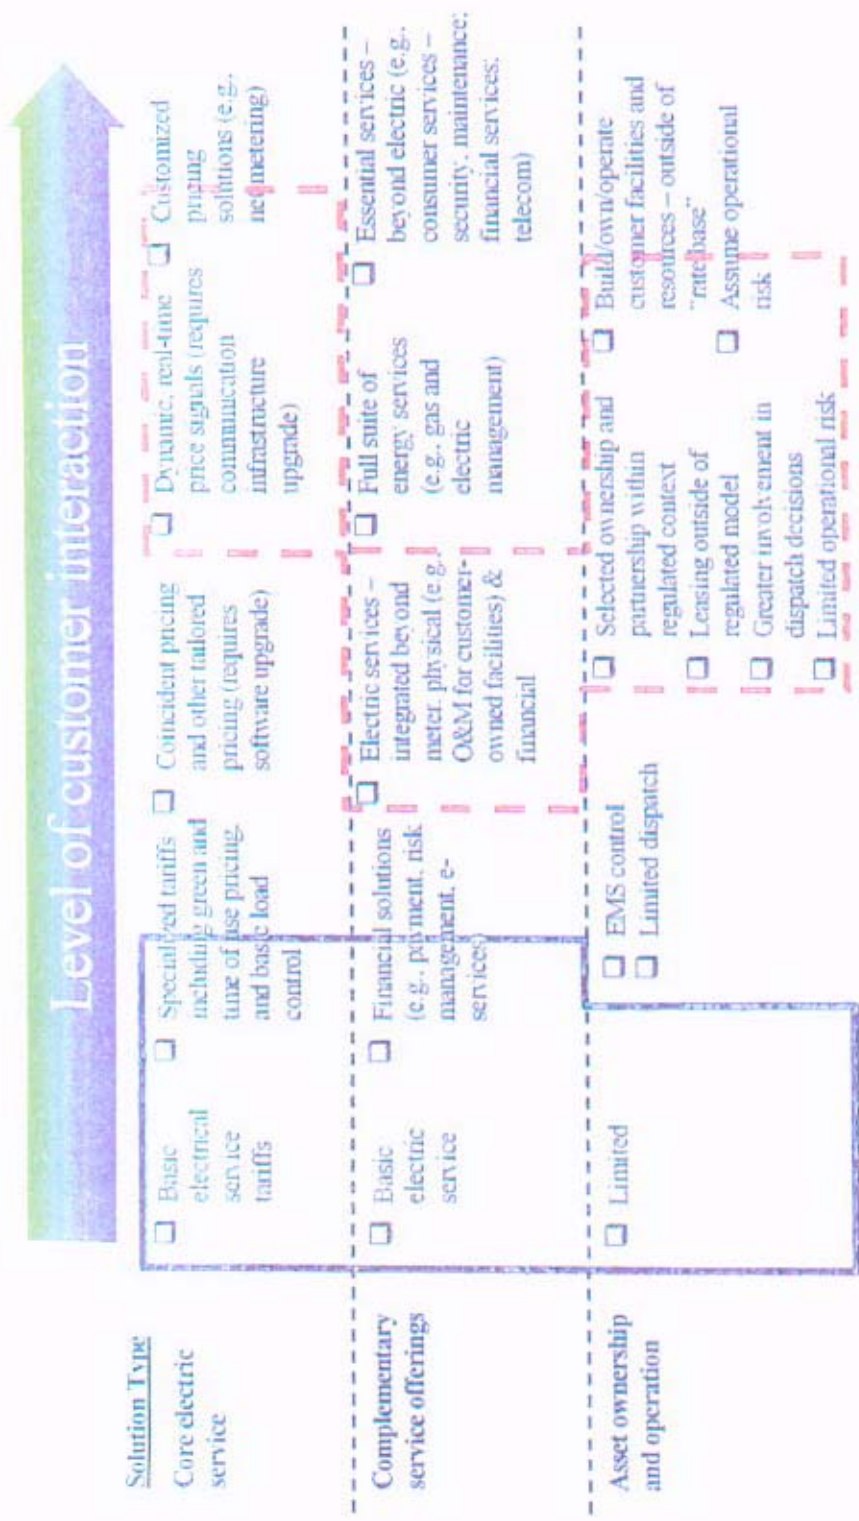 Level of customer interaction
Solution Type
Core electric
service
❑ Basic
electrical
service
tariffs
❑ Specialized tariffs
including green and
time of use pricing,
and basic load
control
❑ Coincident pricing
and other tailored
pricing (requires
software upgrade)
❑ Dynamic, real-time
price signals (requires
communication
infrastructure
upgrade)
❑ Customized
pricing
solutions (e.g.,
net metering)
Complementary
service offerings
❑ Basic
electric
service
❑ Financial solutions
(e.g., payment, risk
management, e-
services)
❑ Electric services –
integrated beyond
meter, physical (e.g.,
O&M for customer-
owned facilities) &
financial
❑ Full suite of
energy services
(e.g., gas and
electric
management)
❑ Essential services –
beyond electric (e.g.,
consumer services –
security, maintenance;
financial services;
telecom)
Asset ownership
and operation
❑ Limited
❑ EMS control
❑ Limited dispatch
❑ Selected ownership and
partnership within
regulated context
❑ Leasing outside of
regulated model
❑ Greater involvement in
dispatch decisions
❑ Limited operational risk
❑ Build/own/operate
customer facilities and
resources – outside of
"rate base"
❑ Assume operational
risk